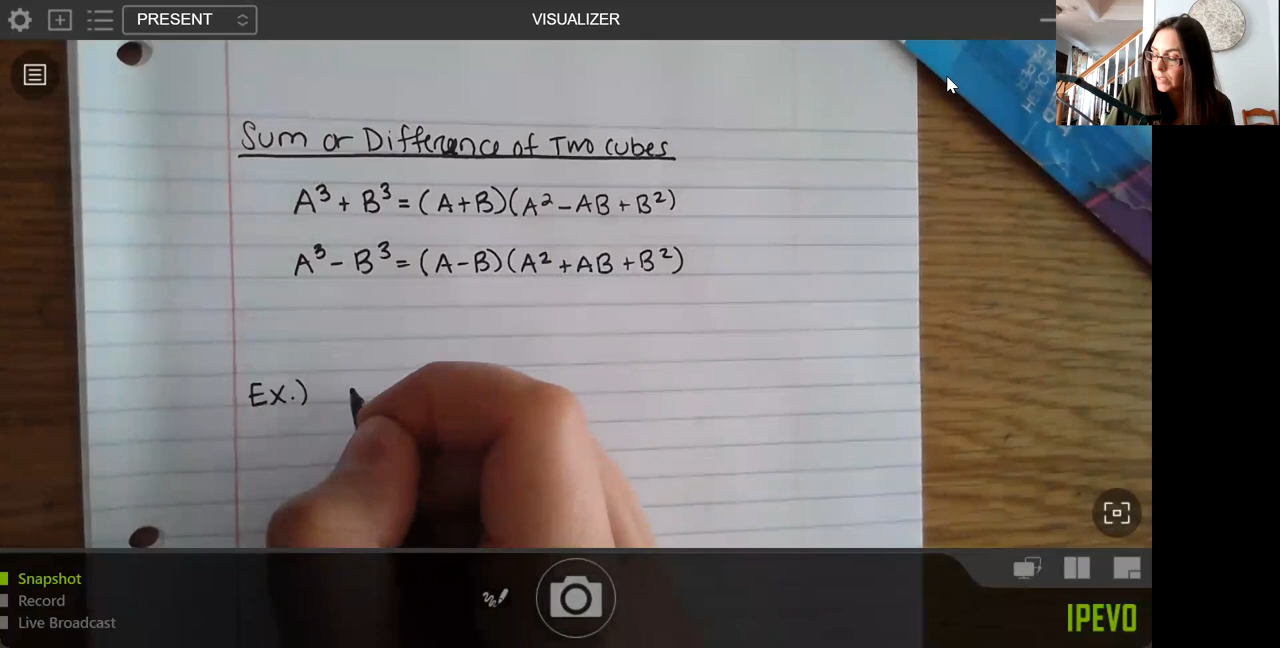 PRESENT
VISUALIZER
Sum or Difference of Two Cubes
A³ + B³ = (A+B)(A² − AB + B²)
A³ − B³ = (A−B)(A² + AB + B²)
Ex.)
Snapshot
Record
Live Broadcast
IPEVO